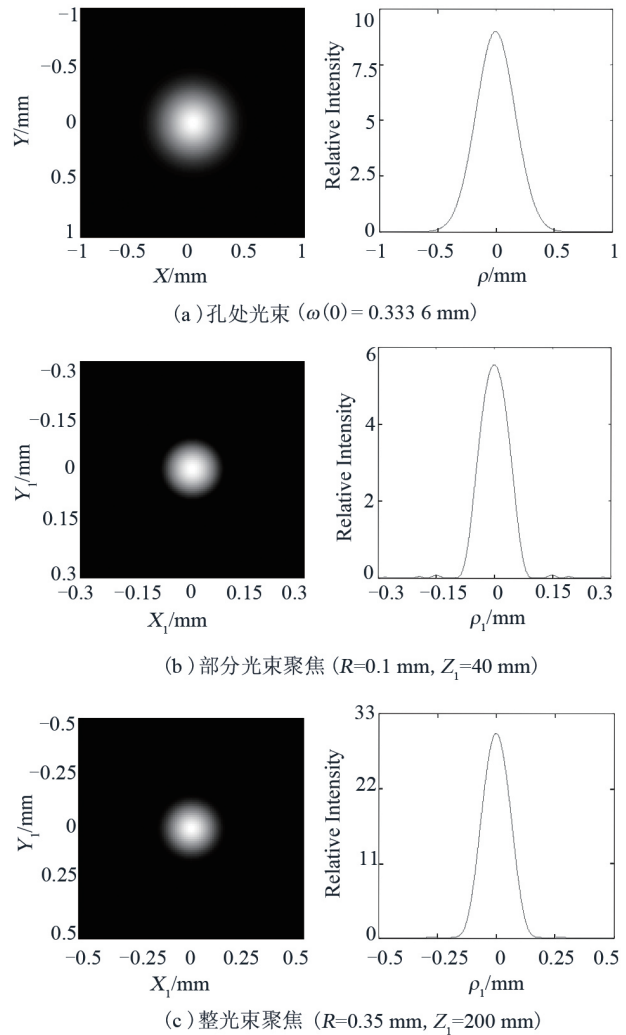 −1
−0.5
0
0.5
1
Y/mm
−1 −0.5 0 0.5 1
X/mm
10
7.5
5
2.5
0
Relative Intensity
−1 −0.5 0 0.5 1
ρ/mm
(a)孔处光束(ω(0)= 0.333 6 mm)
−0.3
−0.15
0
0.15
0.3
Y₁/mm
−0.3 −0.15 0 0.15 0.3
X₁/mm
6
4
2
0
Relative Intensity
−0.3 −0.15 0 0.15 0.3
ρ₁/mm
(b)部分光束聚焦(R=0.1 mm, Z₁=40 mm)
−0.5
−0.25
0
0.25
0.5
Y₁/mm
−0.5 −0.25 0 0.25 0.5
X₁/mm
33
22
11
0
Relative Intensity
−0.5 −0.25 0 0.25 0.5
ρ₁/mm
(c)整光束聚焦 (R=0.35 mm, Z₁=200 mm)